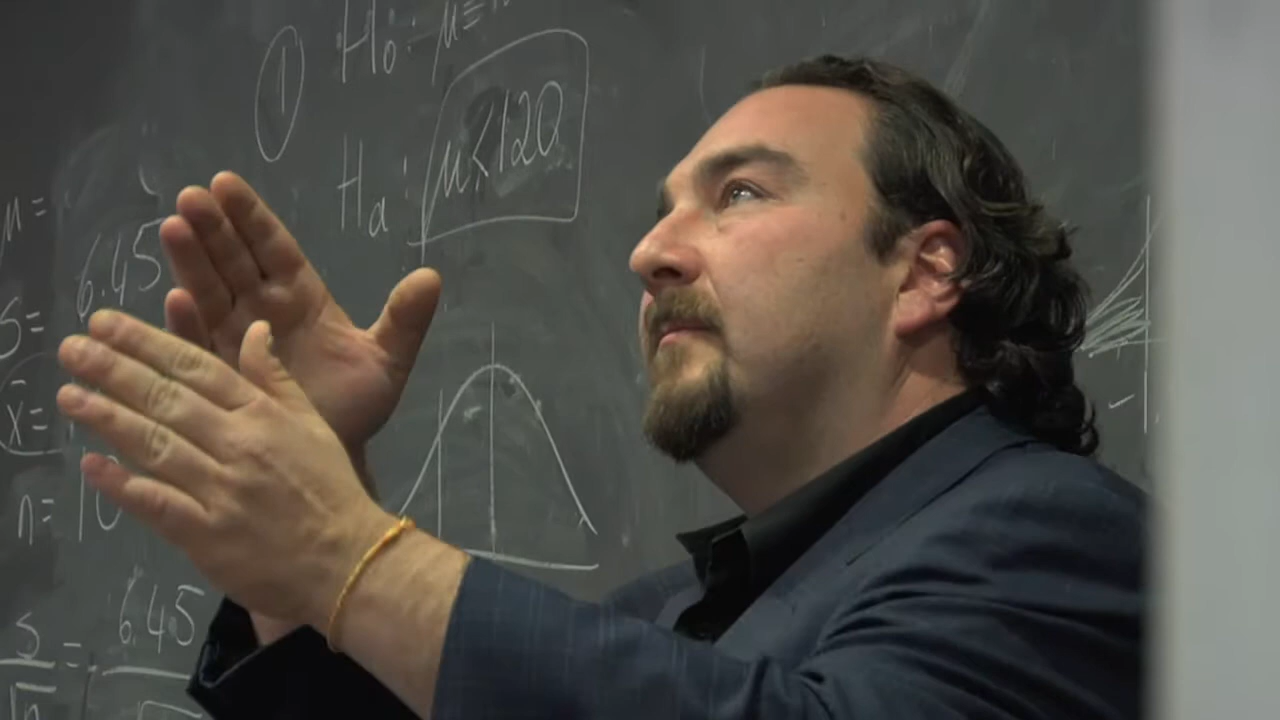 ① H₀: μ=
Hₐ: μ<120
μ=
S= 6.45
x̄=
n= 10
S/√n = 6.45/√